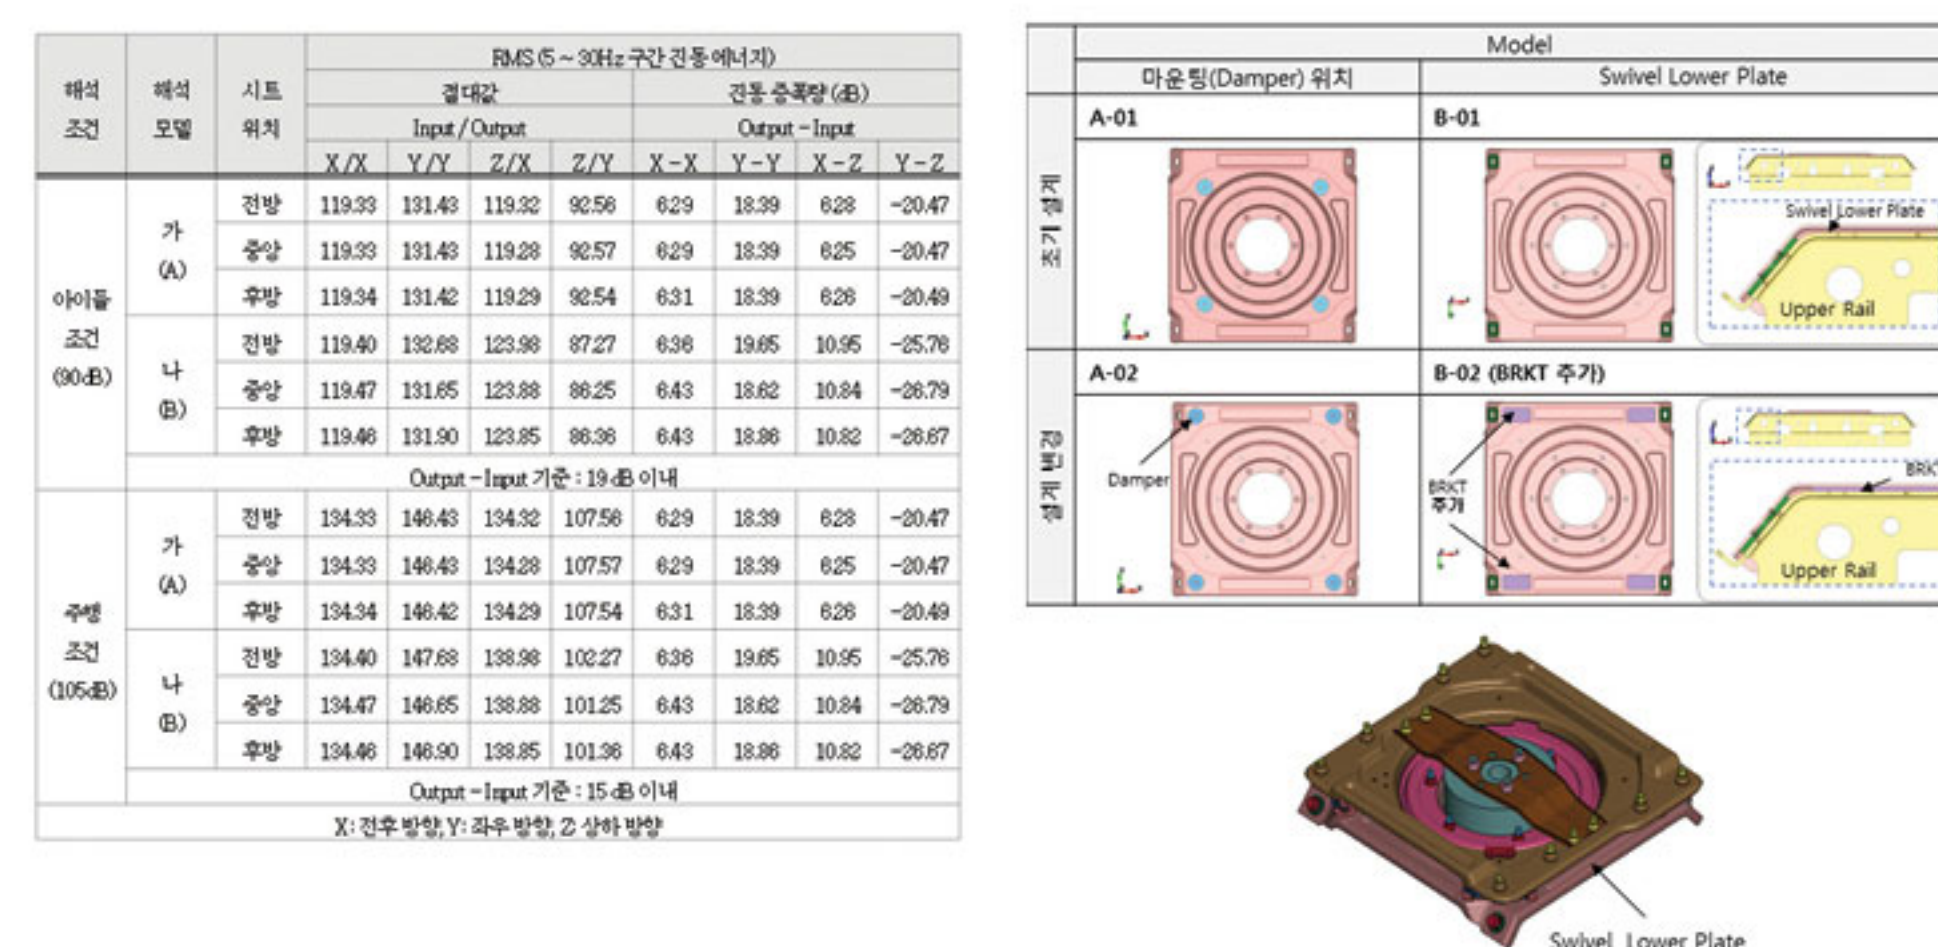 해석 조건
해석 모델
시트 위치
RMS (5 ~ 30Hz 구간 진동 에너지)
절대값
진동 증폭량 (dB)
Input / Output
Output - Input
X/X Y/Y Z/X Z/Y X-X Y-Y X-Z Y-Z
아이들 조건 (90dB)
가 (A)
전방 119.33 131.43 119.32 92.56 6.29 18.39 6.28 -20.47
중앙 119.33 131.43 119.28 92.57 6.29 18.39 6.25 -20.47
후방 119.34 131.42 119.29 92.54 6.31 18.39 6.26 -20.49
나 (B)
전방 119.40 132.68 123.98 87.27 6.36 19.65 10.95 -25.76
중앙 119.47 131.65 123.88 86.25 6.43 18.62 10.84 -26.79
후방 119.46 131.90 123.85 86.36 6.43 18.86 10.82 -26.67
Output - Input 기준 : 19 dB 이내
주행 조건 (105dB)
가 (A)
전방 134.33 146.43 134.32 107.56 6.29 18.39 6.28 -20.47
중앙 134.33 146.43 134.28 107.57 6.29 18.39 6.25 -20.47
후방 134.34 146.42 134.29 107.54 6.31 18.39 6.26 -20.49
나 (B)
전방 134.40 147.68 138.98 102.27 6.36 19.65 10.95 -25.76
중앙 134.47 146.65 138.88 101.25 6.43 18.62 10.84 -26.79
후방 134.46 146.90 138.85 101.36 6.43 18.86 10.82 -26.67
Output - Input 기준 : 15 dB 이내
X: 전후 방향, Y: 좌우 방향, Z: 상하 방향
Model
마운팅(Damper) 위치
Swivel Lower Plate
초기 설계
A-01
B-01
Swivel Lower Plate
Upper Rail
설계 변경
A-02
B-02 (BRKT 추가)
Damper
BRKT
추개
BRKT
Upper Rail
Swivel Lower Plate